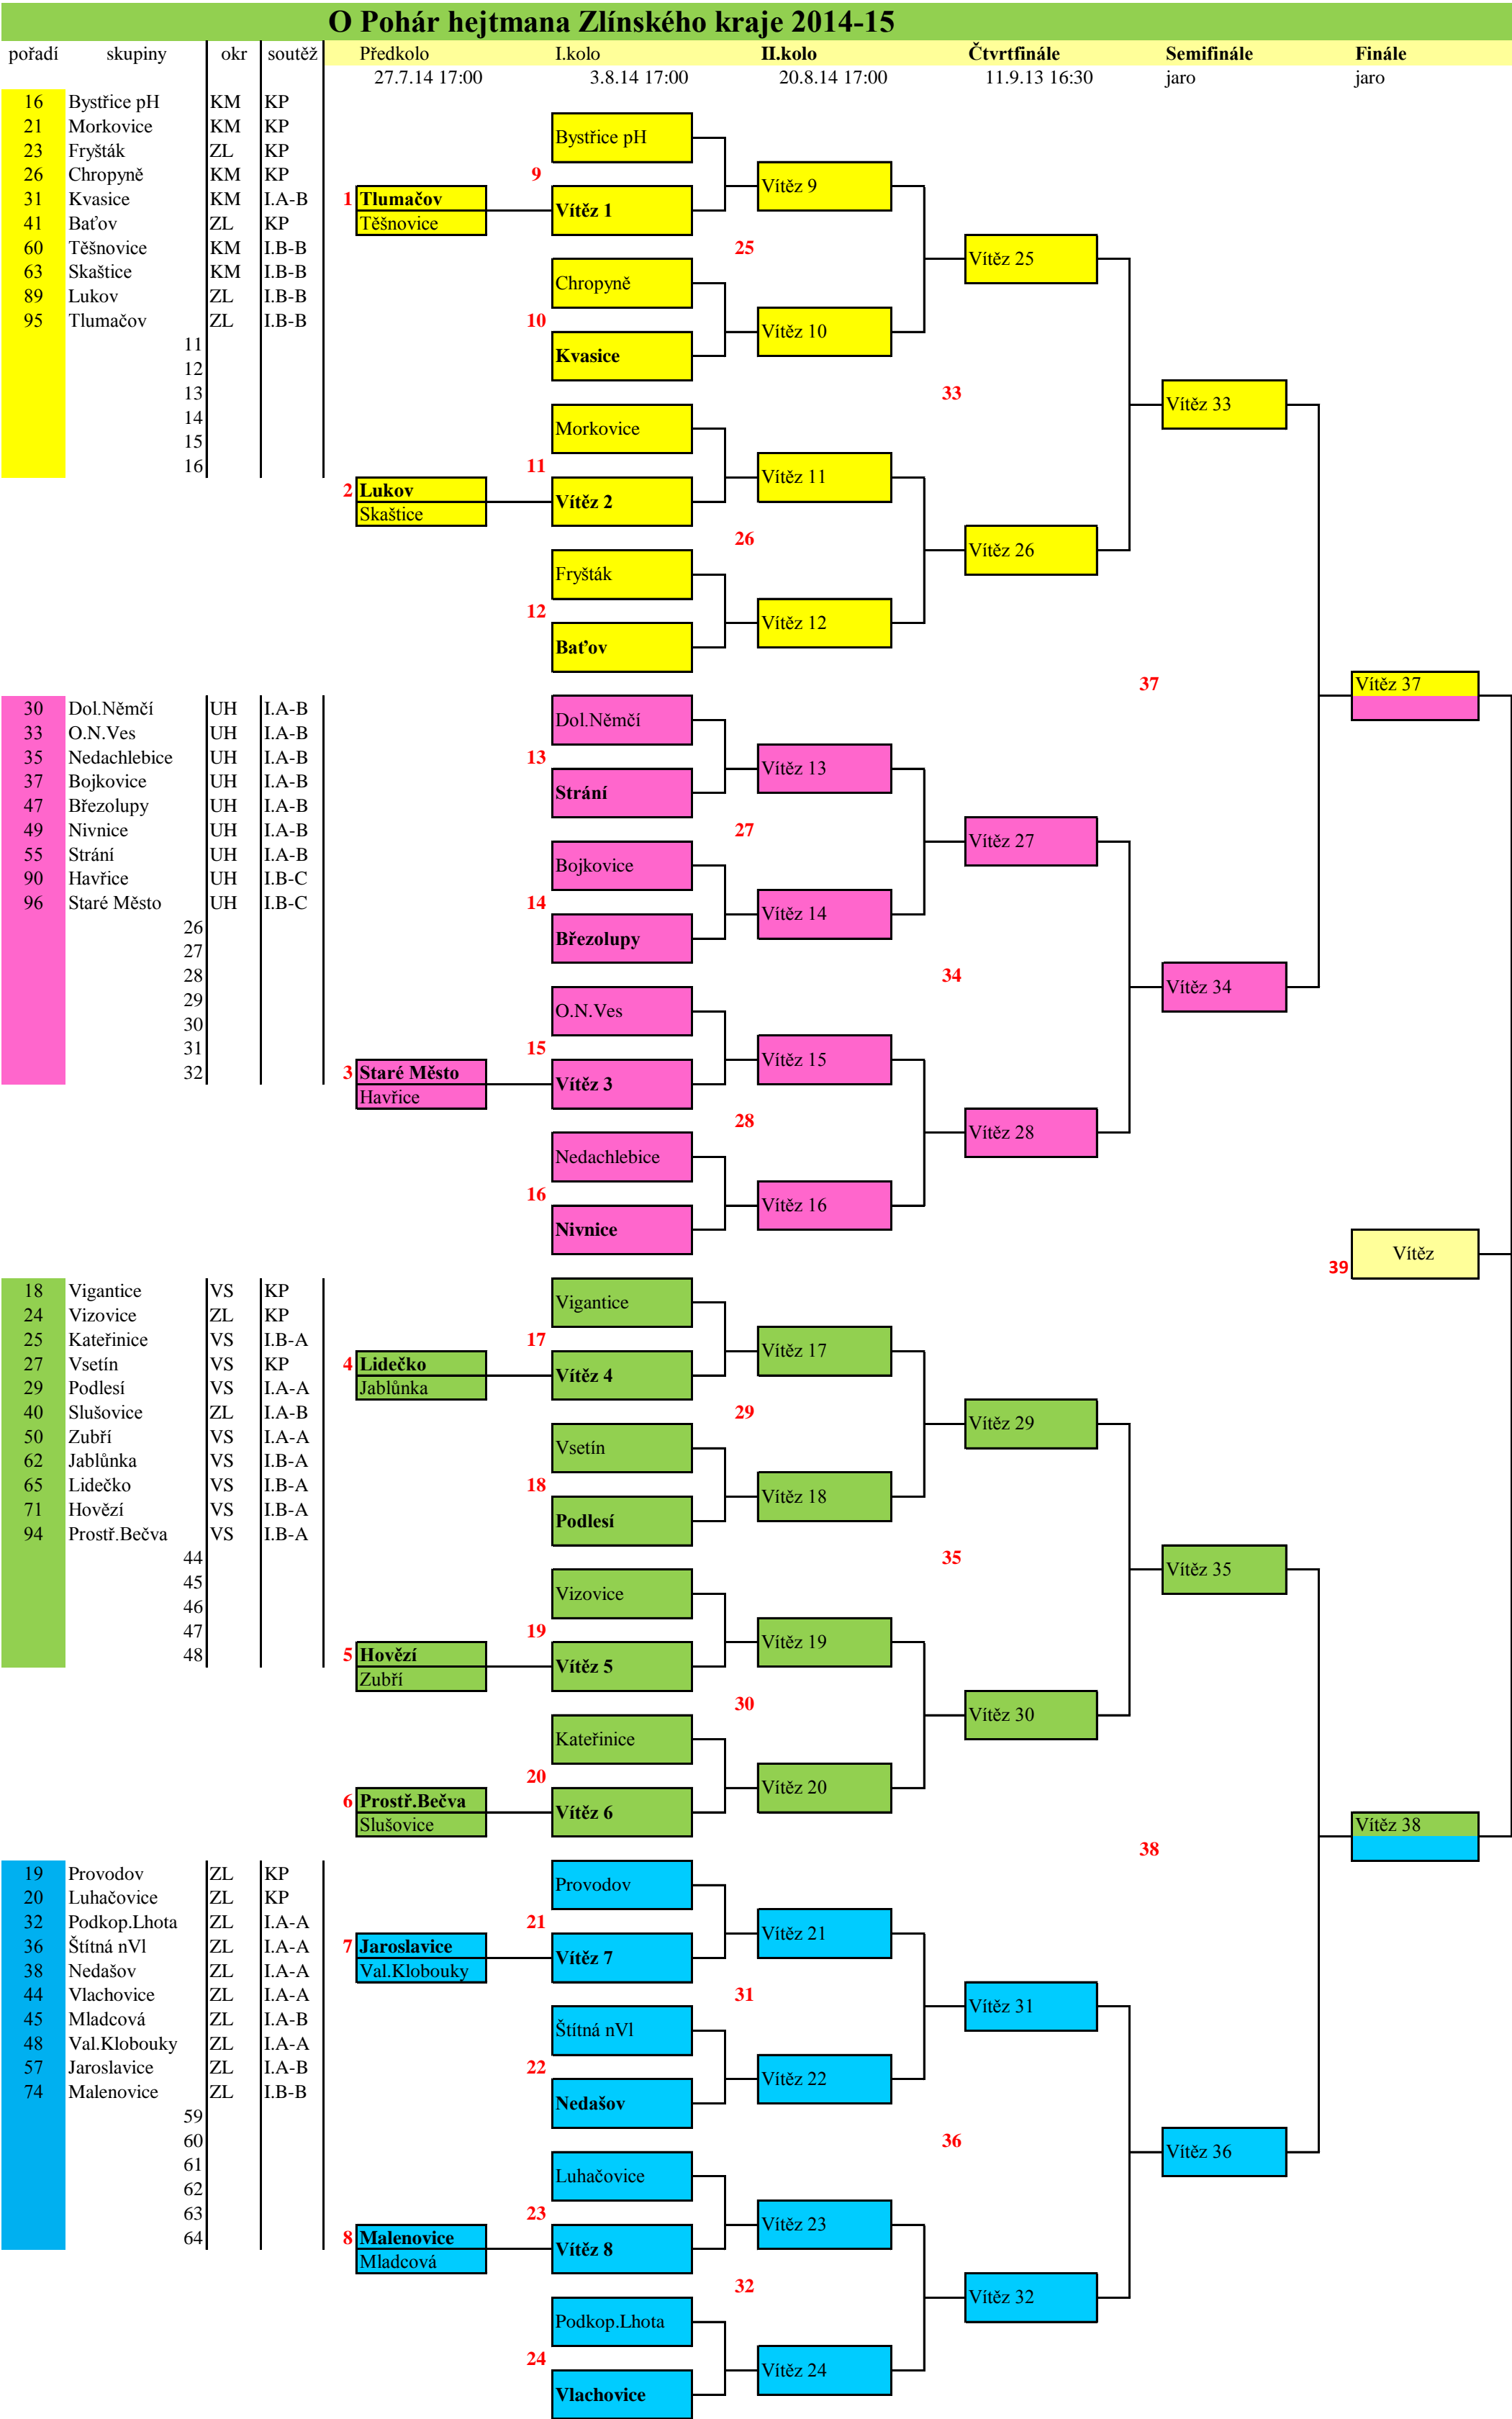 O Pohár hejtmana Zlínského kraje 2014-15
pořadí skupiny okr soutěž Předkolo I.kolo II.kolo Čtvrtfinále Semifinále Finále
27.7.14 17:00 3.8.14 17:00 20.8.14 17:00 11.9.13 16:30 jaro jaro
16 Bystřice pH KM KP
21 Morkovice KM KP
23 Fryšták ZL KP
26 Chropyně KM KP
31 Kvasice KM I.A-B
41 Baťov ZL KP
60 Těšnovice KM I.B-B
63 Skaštice KM I.B-B
89 Lukov ZL I.B-B
95 Tlumačov ZL I.B-B
11
12
13
14
15
16
1 Tlumačov
Těšnovice
2 Lukov
Skaštice
Bystřice pH
9
Vítěz 1
Chropyně
10
Kvasice
Morkovice
11
Vítěz 2
Fryšták
12
Baťov
Vítěz 9
25
Vítěz 10
Vítěz 11
26
Vítěz 12
Vítěz 25
33
Vítěz 26
Vítěz 33
30 Dol.Němčí UH I.A-B
33 O.N.Ves UH I.A-B
35 Nedachlebice UH I.A-B
37 Bojkovice UH I.A-B
47 Březolupy UH I.A-B
49 Nivnice UH I.A-B
55 Strání UH I.A-B
90 Havřice UH I.B-C
96 Staré Město UH I.B-C
26
27
28
29
30
31
32
3 Staré Město
Havřice
Dol.Němčí
13
Strání
Bojkovice
14
Březolupy
O.N.Ves
15
Vítěz 3
Nedachlebice
16
Nivnice
Vítěz 13
27
Vítěz 14
Vítěz 15
28
Vítěz 16
Vítěz 27
34
Vítěz 28
37
Vítěz 34
Vítěz 37
39 Vítěz
18 Vigantice VS KP
24 Vizovice ZL KP
25 Kateřinice VS I.B-A
27 Vsetín VS KP
29 Podlesí VS I.A-A
40 Slušovice ZL I.A-B
50 Zubří VS I.A-A
62 Jablůnka VS I.B-A
65 Lidečko VS I.B-A
71 Hovězí VS I.B-A
94 Prostř.Bečva VS I.B-A
44
45
46
47
48
4 Lidečko
Jablůnka
5 Hovězí
Zubří
6 Prostř.Bečva
Slušovice
Vigantice
17
Vítěz 4
Vsetín
18
Podlesí
Vizovice
19
Vítěz 5
Kateřinice
20
Vítěz 6
Vítěz 17
29
Vítěz 18
Vítěz 19
30
Vítěz 20
Vítěz 29
35
Vítěz 30
Vítěz 35
38
Vítěz 38
19 Provodov ZL KP
20 Luhačovice ZL KP
32 Podkop.Lhota ZL I.A-A
36 Štítná nVl ZL I.A-A
38 Nedašov ZL I.A-A
44 Vlachovice ZL I.A-A
45 Mladcová ZL I.A-B
48 Val.Klobouky ZL I.A-A
57 Jaroslavice ZL I.A-B
74 Malenovice ZL I.B-B
59
60
61
62
63
64
7 Jaroslavice
Val.Klobouky
8 Malenovice
Mladcová
Provodov
21
Vítěz 7
Štítná nVl
22
Nedašov
Luhačovice
23
Vítěz 8
Podkop.Lhota
24
Vlachovice
Vítěz 21
31
Vítěz 22
Vítěz 23
32
Vítěz 24
Vítěz 31
36
Vítěz 32
Vítěz 36